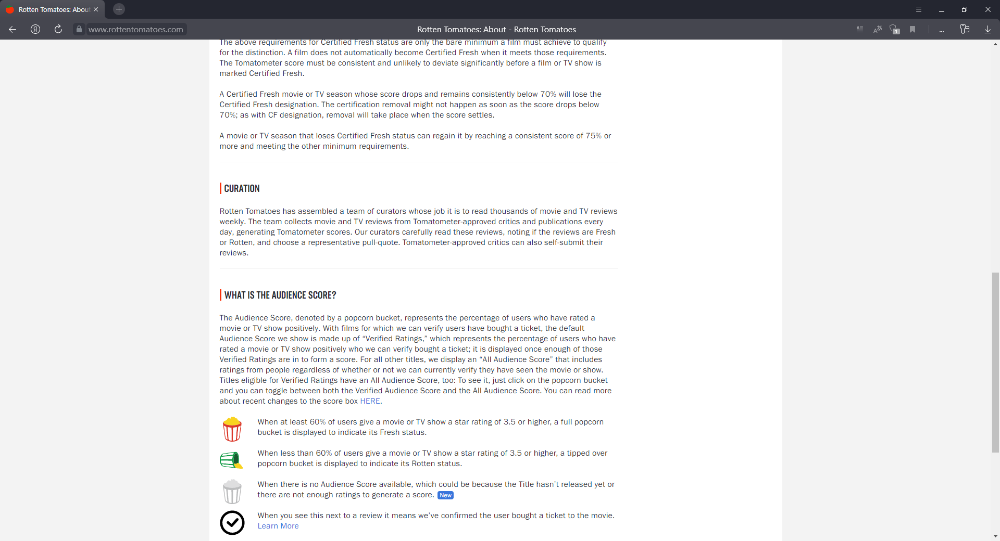 Rotten Tomatoes: About
www.rottentomatoes.com
Rotten Tomatoes: About - Rotten Tomatoes
1
The above requirements for Certified Fresh status are only the bare minimum a film must achieve to qualify
for the distinction. A film does not automatically become Certified Fresh when it meets those requirements.
The Tomatometer score must be consistent and unlikely to deviate significantly before a film or TV show is
marked Certified Fresh.
A Certified Fresh movie or TV season whose score drops and remains consistently below 70% will lose the
Certified Fresh designation. The certification removal might not happen as soon as the score drops below
70%; as with CF designation, removal will take place when the score settles.
A movie or TV season that loses Certified Fresh status can regain it by reaching a consistent score of 75% or
more and meeting the other minimum requirements.
CURATION
Rotten Tomatoes has assembled a team of curators whose job it is to read thousands of movie and TV reviews
weekly. The team collects movie and TV reviews from Tomatometer-approved critics and publications every
day, generating Tomatometer scores. Our curators carefully read these reviews, noting if the reviews are Fresh
or Rotten, and choose a representative pull-quote. Tomatometer-approved critics can also self-submit their
reviews.
WHAT IS THE AUDIENCE SCORE?
The Audience Score, denoted by a popcorn bucket, represents the percentage of users who have rated a
movie or TV show positively. With films for which we can verify users have bought a ticket, the default
Audience Score we show is made up of “Verified Ratings,” which represents the percentage of users who have
rated a movie or TV show positively who we can verify bought a ticket; it is displayed once enough of those
Verified Ratings are in to form a score. For all other titles, we display an “All Audience Score” that includes
ratings from people regardless of whether or not we can currently verify they have seen the movie or show.
Titles eligible for Verified Ratings have an All Audience Score, too: To see it, just click on the popcorn bucket
and you can toggle between both the Verified Audience Score and the All Audience Score. You can read more
about recent changes to the score box HERE.
When at least 60% of users give a movie or TV show a star rating of 3.5 or higher, a full popcorn
bucket is displayed to indicate its Fresh status.
When less than 60% of users give a movie or TV show a star rating of 3.5 or higher, a tipped over
popcorn bucket is displayed to indicate its Rotten status.
When there is no Audience Score available, which could be because the Title hasn’t released yet or
there are not enough ratings to generate a score. New
When you see this next to a review it means we’ve confirmed the user bought a ticket to the movie.
Learn More